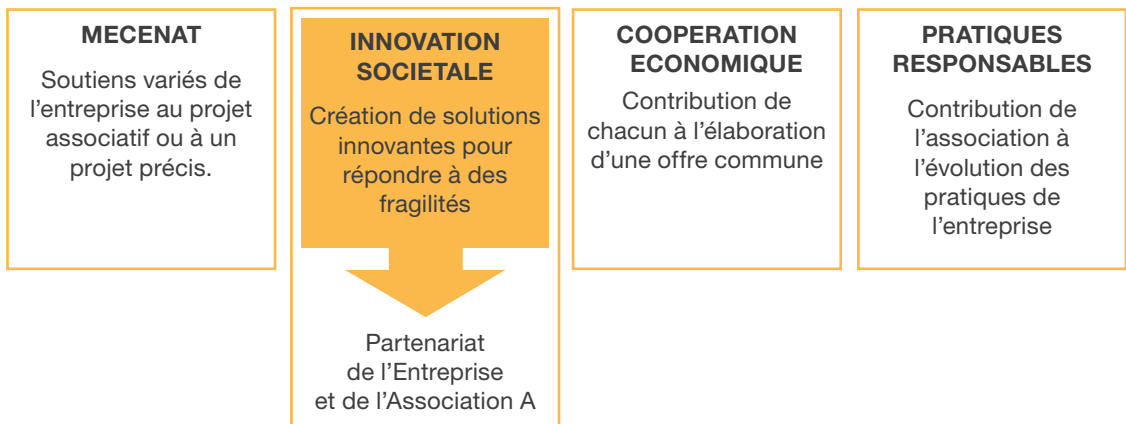 MECENAT
Soutiens variés de
l’entreprise au projet
associatif ou à un
projet précis.
INNOVATION
SOCIETALE
Création de solutions
innovantes pour
répondre à des
fragilités
Partenariat
de l’Entreprise
et de l’Association A
COOPERATION
ECONOMIQUE
Contribution de
chacun à l’élaboration
d’une offre commune
PRATIQUES
RESPONSABLES
Contribution de
l’association à
l’évolution des
pratiques de
l’entreprise